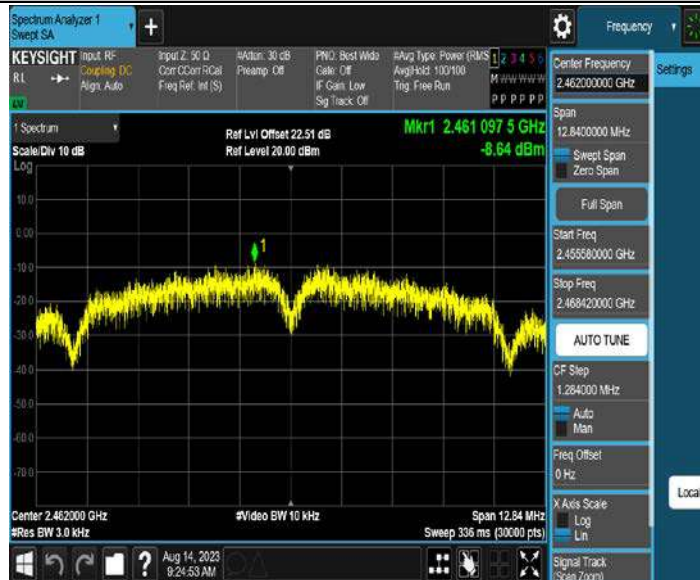 Spectrum Analyzer 1
Swept SA
+
Frequency
KEYSIGHT
RL
Input: RF
Coupling: DC
Align: Auto
Input Z: 50 Ω
Corr CCorr RCal
Freq Ref: Int (S)
#Atten: 30 dB
Preamp: Off
PNO: Best Wide
Gate: Off
IF Gain: Low
Sig Track: Off
#Avg Type: Power (RMS
Avg|Hold: 100/100
Trig: Free Run
1 2 3 4 5 6
M W W W W W
P P P P P P
1 Spectrum
Scale/Div 10 dB
Log
Ref Lvl Offset 22.51 dB
Ref Level 20.00 dBm
Mkr1 2.461 097 5 GHz
-8.64 dBm
10.0
0.00
-10.0
-20.0
-30.0
-40.0
-50.0
-60.0
-70.0
1
Center 2.462000 GHz
#Res BW 3.0 kHz
#Video BW 10 kHz
Span 12.84 MHz
Sweep 336 ms (30000 pts)
Aug 14, 2023
9:24:53 AM
?
Center Frequency
2.462000000 GHz
Span
12.8400000 MHz
Swept Span
Zero Span
Full Span
Start Freq
2.455580000 GHz
Stop Freq
2.468420000 GHz
AUTO TUNE
CF Step
1.284000 MHz
Auto
Man
Freq Offset
0 Hz
X Axis Scale
Log
Lin
Signal Track
(Span Zoom)
Settings
Local